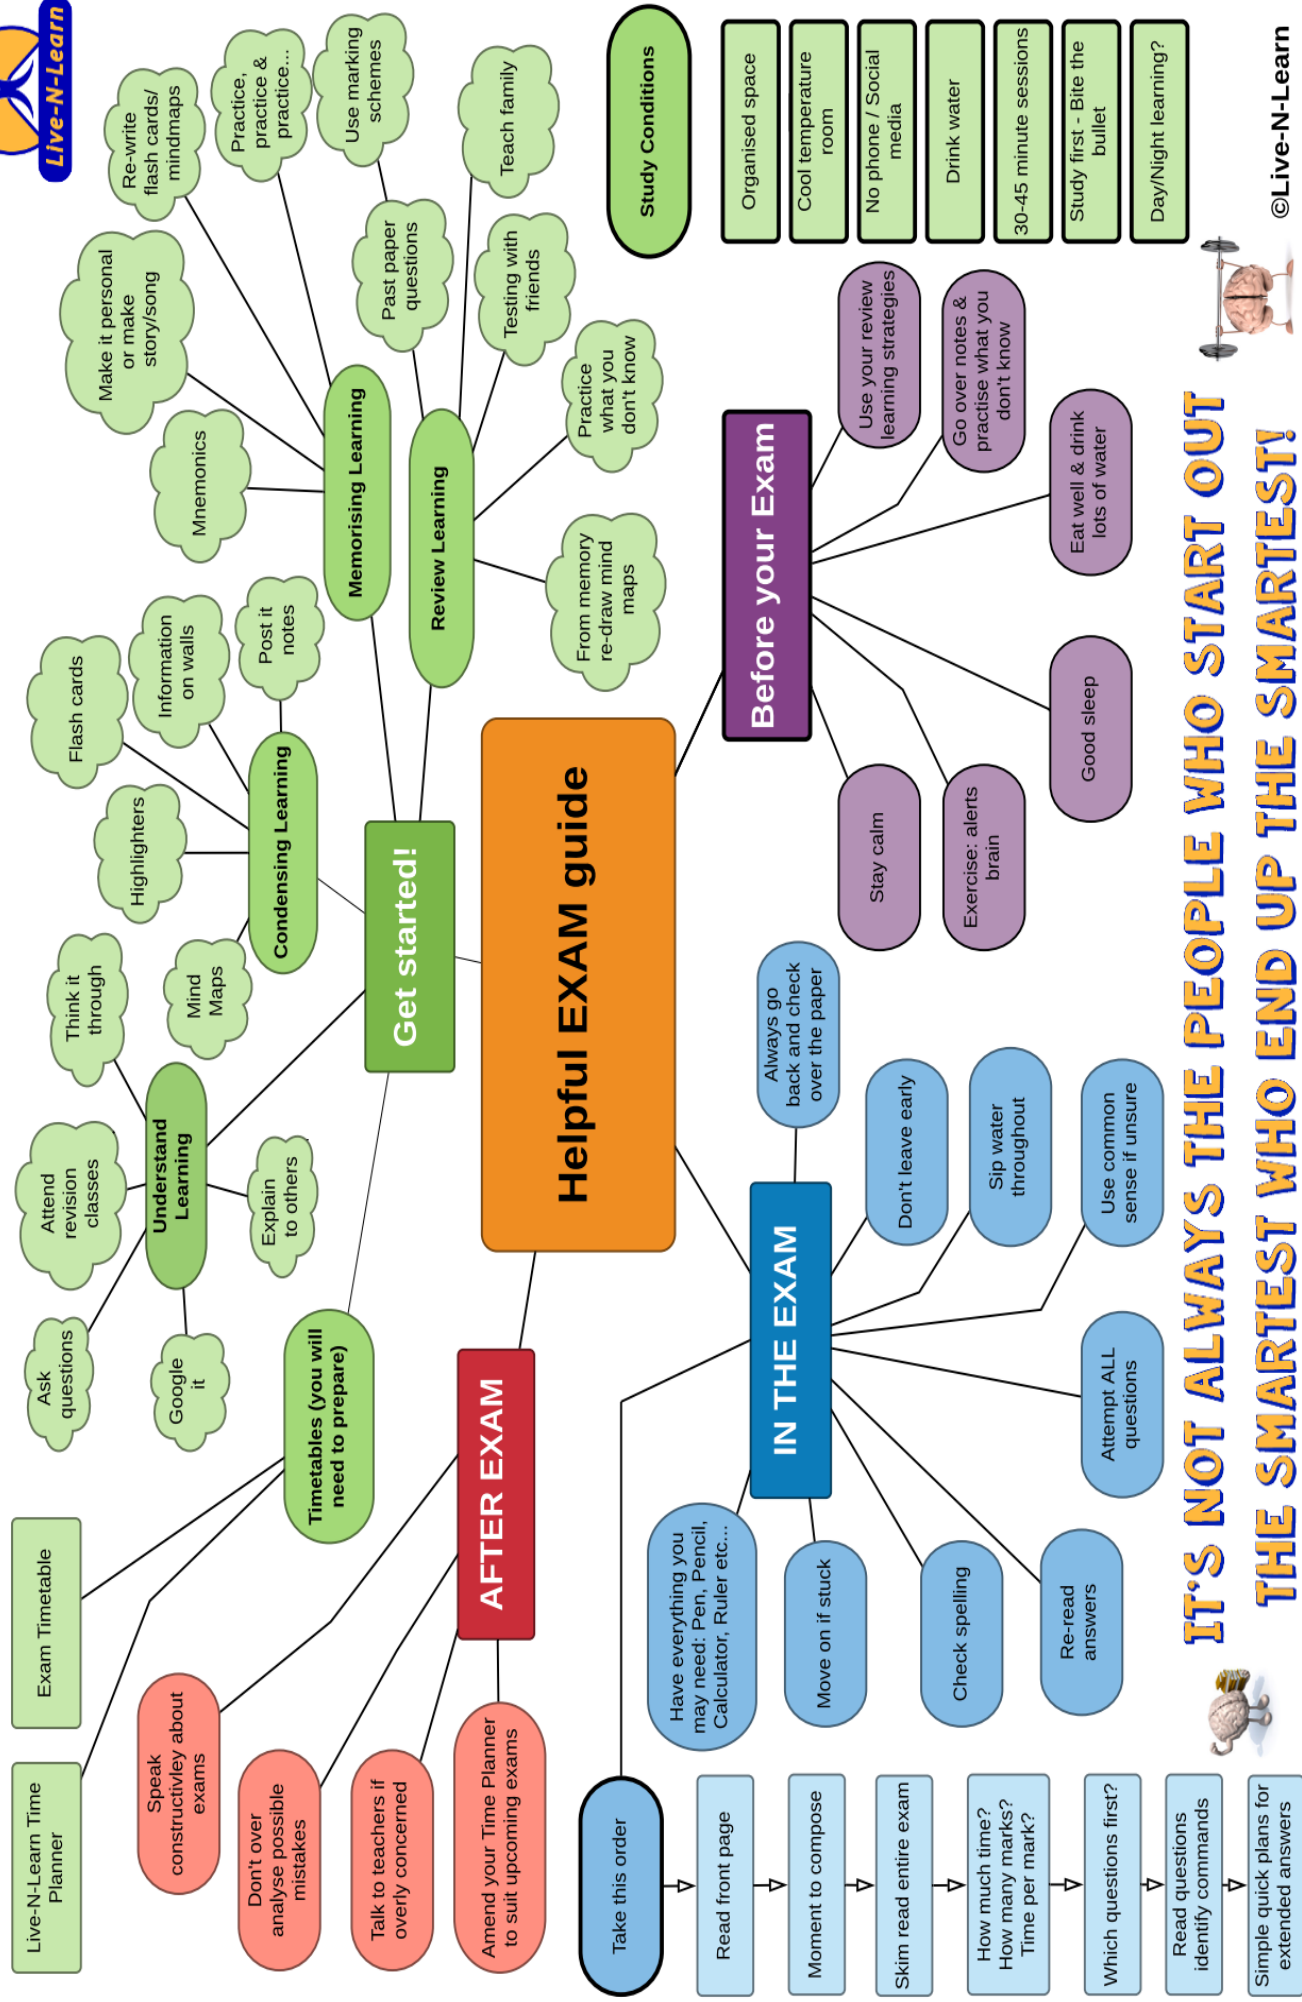 Live-N-Learn
Live-N-Learn Time
Planner
Exam Timetable
Timetables (you will
need to prepare)
Ask
questions
Attend
revision
classes
Think it
through
Google
it
Explain
to others
Understand
Learning
Mind
Maps
Highlighters
Flash cards
Information
on walls
Post it
notes
Condensing Learning
Mnemonics
Make it personal
or make
story/song
Re-write
flash cards/
mindmaps
Practice,
practice &
practice...
Memorising Learning
Use marking
schemes
Past paper
questions
Teach family
Testing with
friends
Practice
what you
don't know
From memory
re-draw mind
maps
Review Learning
Get started!
Helpful EXAM guide
AFTER EXAM
Speak
constructivley about
exams
Don't over
analyse possible
mistakes
Talk to teachers if
overly concerned
Amend your Time Planner
to suit upcoming exams
Study Conditions
Organised space
Cool temperature
room
No phone / Social
media
Drink water
30-45 minute sessions
Study first - Bite the
bullet
Day/Night learning?
Before your Exam
Stay calm
Exercise: alerts
brain
Good sleep
Eat well & drink
lots of water
Go over notes &
practise what you
don't know
Use your review
learning strategies
IN THE EXAM
Have everything you
may need: Pen, Pencil,
Calculator, Ruler etc...
Move on if stuck
Check spelling
Re-read
answers
Attempt ALL
questions
Use common
sense if unsure
Sip water
throughout
Don't leave early
Always go
back and check
over the paper
Take this order
Read front page
Moment to compose
Skim read entire exam
How much time?
How many marks?
Time per mark?
Which questions first?
Read questions
identify commands
Simple quick plans for
extended answers
IT'S NOT ALWAYS THE PEOPLE WHO START OUT
THE SMARTEST WHO END UP THE SMARTEST!
©Live-N-Learn